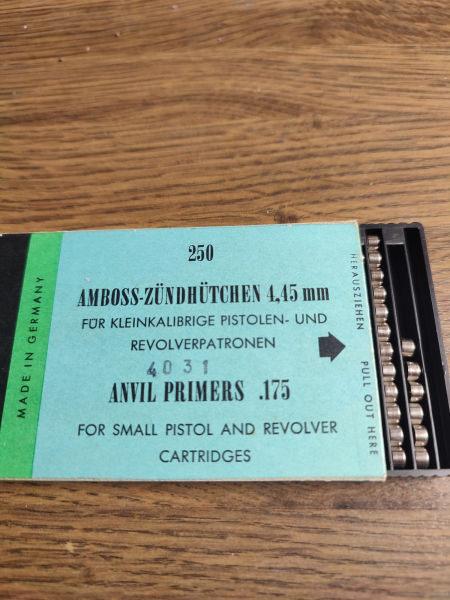 250
AMBOSS-ZÜNDHÜTCHEN 4,45 mm
FÜR KLEINKALIBRIGE PISTOLEN- UND
REVOLVERPATRONEN
4031
ANVIL PRIMERS .175
FOR SMALL PISTOL AND REVOLVER
CARTRIDGES
MADE IN GERMANY
HERAUSZIEHEN
PULL OUT HERE